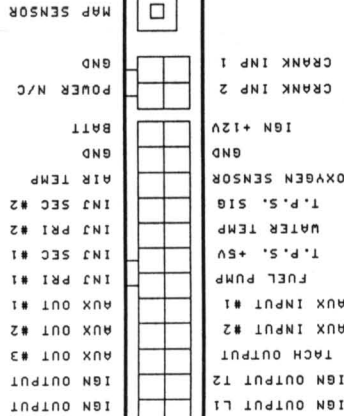 IGN OUTPUT L1
IGN OUTPUT T2
TACH OUTPUT
AUX INPUT #2
AUX INPUT #1
FUEL PUMP
T.P.S. +5V
WATER TEMP
T.P.S. SIG
OXYGEN SENSOR
GND
IGN +12V
CRANK INP 2
CRANK INP 1
IGN OUTPUT
IGN OUTPUT
AUX OUT #3
AUX OUT #2
AUX OUT #1
INJ PRI #1
INJ SEC #1
INJ PRI #2
INJ SEC #2
AIR TEMP
GND
BATT
POWER N/C
GND
MAP SENSOR